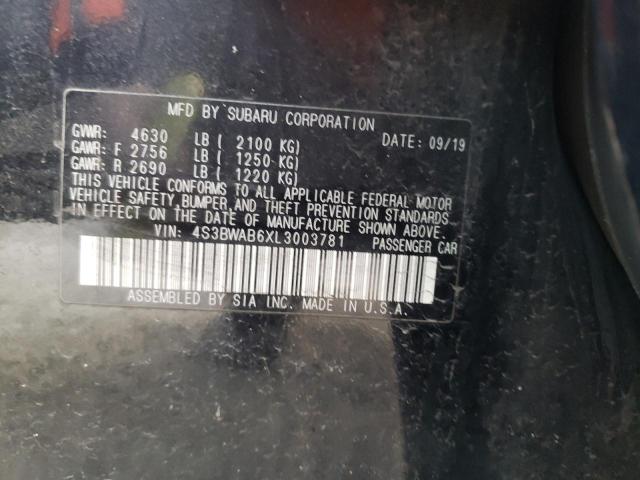 MFD BY SUBARU CORPORATION
GVWR: 4630 LB ( 2100 KG) DATE: 09/19
GAWR: F 2756 LB ( 1250 KG)
GAWR: R 2690 LB ( 1220 KG)
THIS VEHICLE CONFORMS TO ALL APPLICABLE FEDERAL MOTOR
VEHICLE SAFETY, BUMPER, AND THEFT PREVENTION STANDARDS
IN EFFECT ON THE DATE OF MANUFACTURE SHOWN ABOVE.
VIN: 4S3BWAB6XL3003781 PASSENGER CAR
ASSEMBLED BY SIA INC. MADE IN U.S.A.